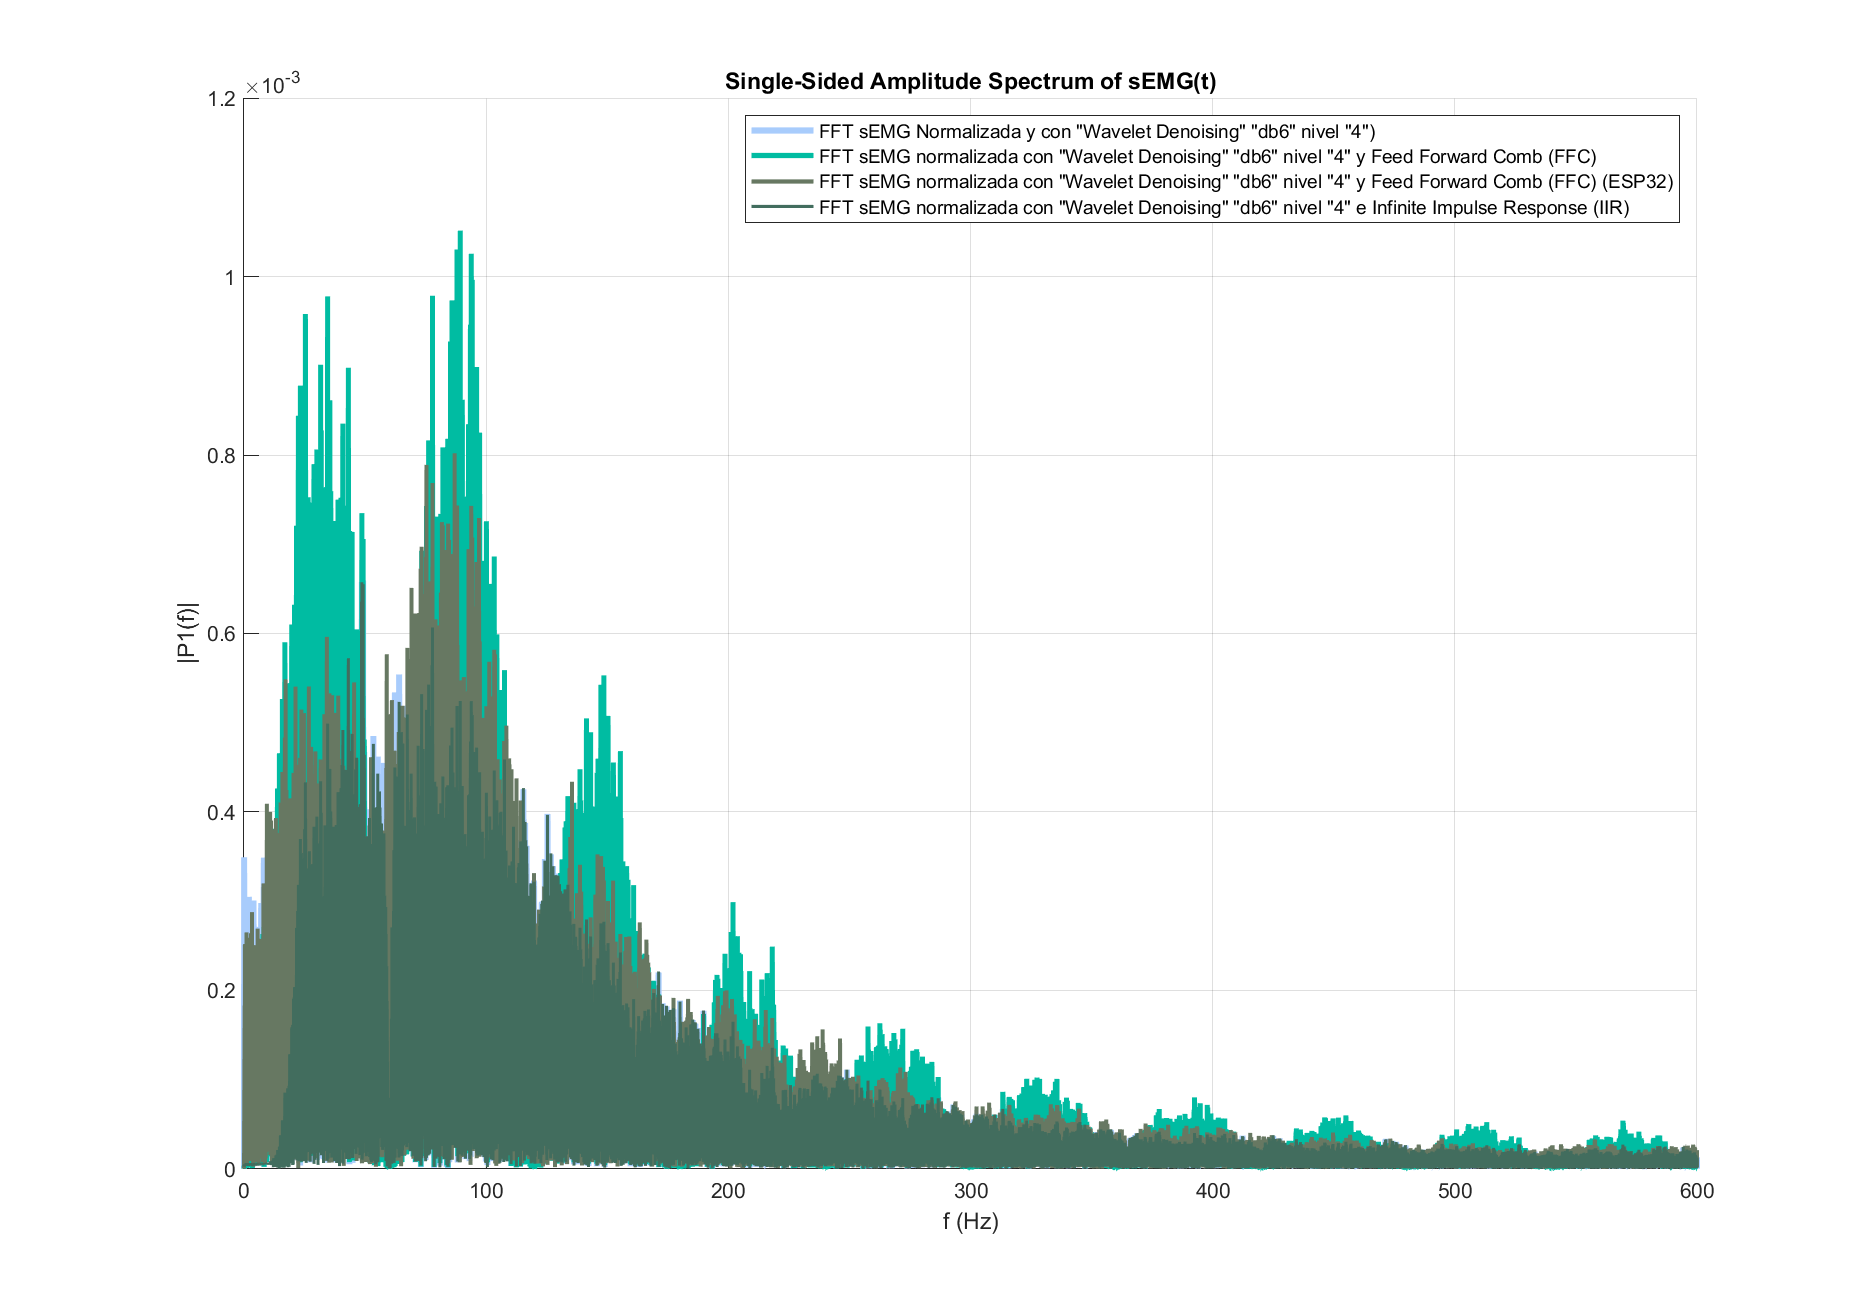 Single-Sided Amplitude Spectrum of sEMG(t)
×10-3
FFT sEMG Normalizada y con "Wavelet Denoising" "db6" nivel "4")
FFT sEMG normalizada con "Wavelet Denoising" "db6" nivel "4" y Feed Forward Comb (FFC)
FFT sEMG normalizada con "Wavelet Denoising" "db6" nivel "4" y Feed Forward Comb (FFC) (ESP32)
FFT sEMG normalizada con "Wavelet Denoising" "db6" nivel "4" e Infinite Impulse Response (IIR)
1.2
1
0.8
0.6
0.4
0.2
0
|P1(f)|
0 100 200 300 400 500 600
f (Hz)